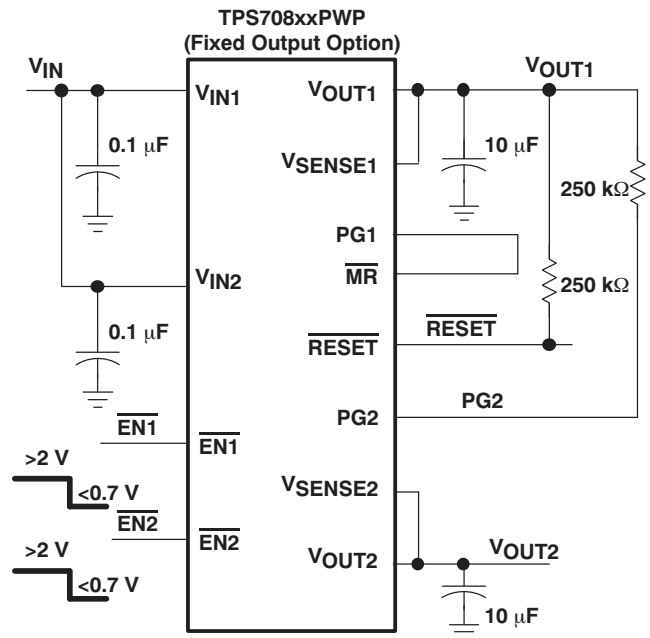 TPS708xxPWP
(Fixed Output Option)
VIN
VIN1
VOUT1
VOUT1
0.1 μF
10 μF
VSENSE1
250 kΩ
PG1
MR
VIN2
250 kΩ
0.1 μF
RESET
RESET
PG2
PG2
EN1
EN1
>2 V
<0.7 V
VSENSE2
EN2
EN2
>2 V
<0.7 V
VOUT2
VOUT2
10 μF